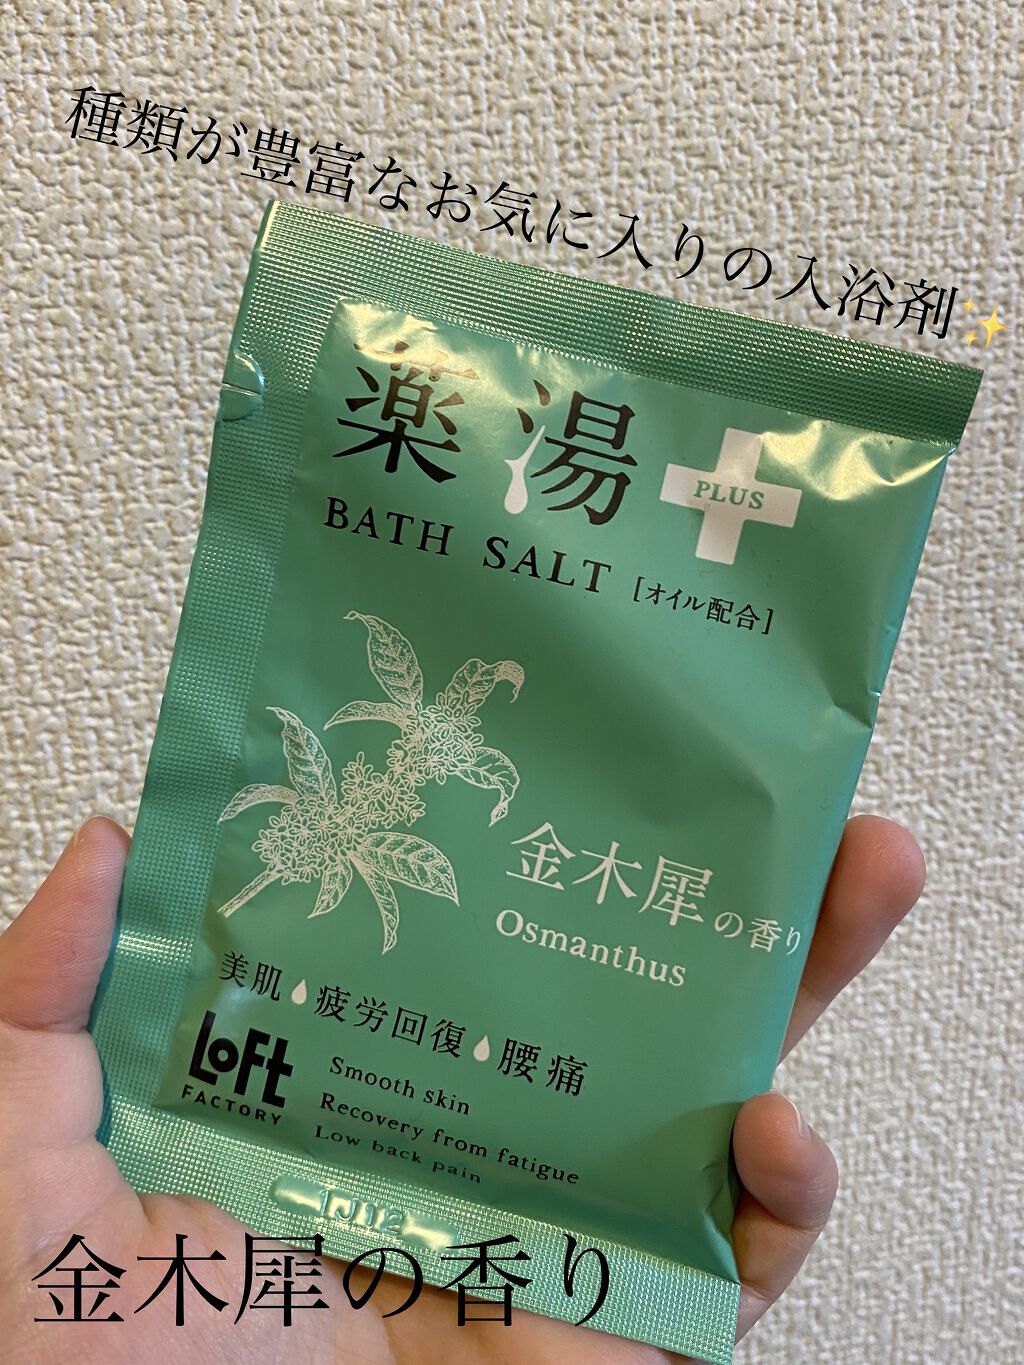 種類が豊富なお気に入りの入浴剤✨
薬湯
PLUS
BATH SALT [オイル配合]
金木犀の香り
Osmanthus
美肌 疲労回復 腰痛
Smooth skin
Recovery from fatigue
Low back pain
LOFt
FACTORY
金木犀の香り